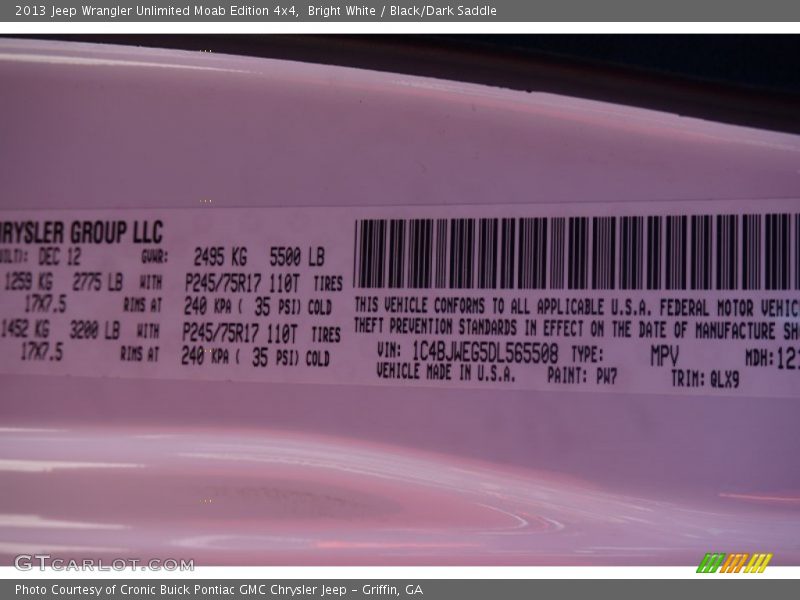 2013 Jeep Wrangler Unlimited Moab Edition 4x4, Bright White / Black/Dark Saddle
RYSLER GROUP LLC
DEC 12 GVWR: 2495 KG 5500 LB
1259 KG 2775 LB WITH P245/75R17 110T TIRES
17X7.5 RIMS AT 240 KPA ( 35 PSI) COLD
1452 KG 3200 LB WITH P245/75R17 110T TIRES
17X7.5 RIMS AT 240 KPA ( 35 PSI) COLD
THIS VEHICLE CONFORMS TO ALL APPLICABLE U.S.A. FEDERAL MOTOR VEHIC
THEFT PREVENTION STANDARDS IN EFFECT ON THE DATE OF MANUFACTURE SH
VIN: 1C4BJWEG5DL565508 TYPE: MPV MDH: 121
VEHICLE MADE IN U.S.A. PAINT: PW7 TRIM: QLX9
GTCARLOT.COM
Photo Courtesy of Cronic Buick Pontiac GMC Chrysler Jeep - Griffin, GA